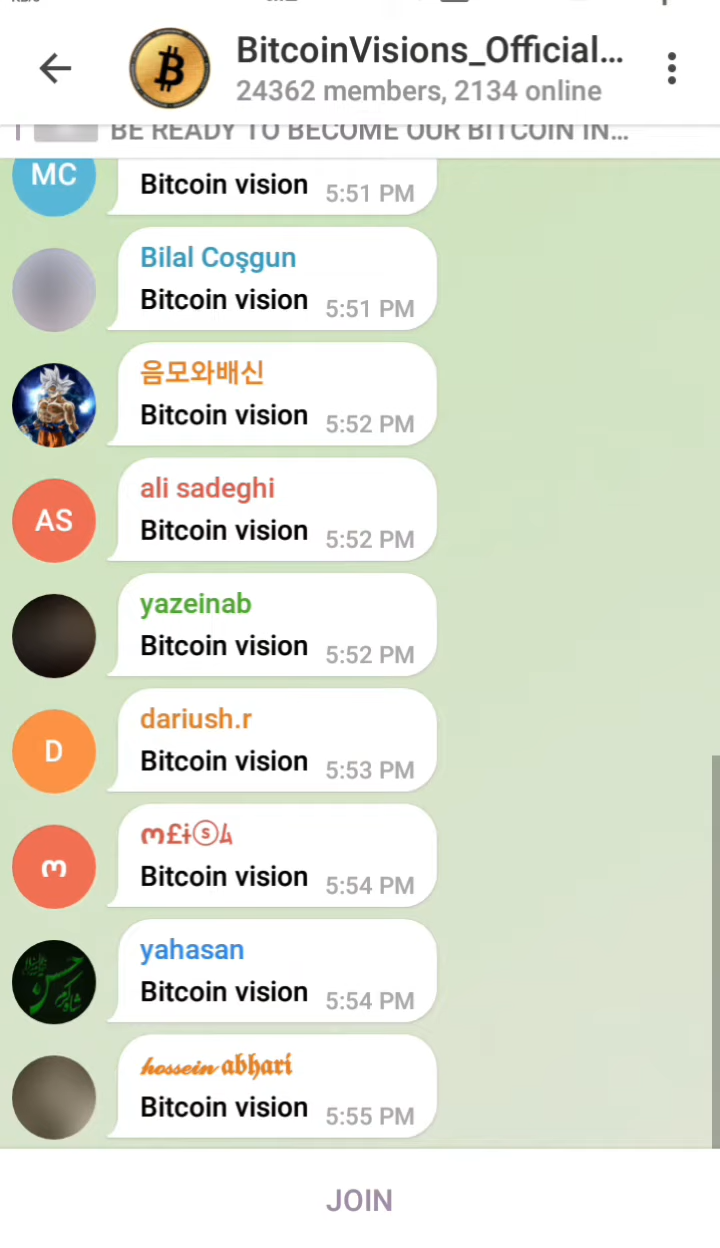 BitcoinVisions_Official...
24362 members, 2134 online
BE READY TO BECOME OUR BITCOIN IN...
MC
Bitcoin vision 5:51 PM
Bilal Coşgun
Bitcoin vision 5:51 PM
음모와배신
Bitcoin vision 5:52 PM
ali sadeghi
AS
Bitcoin vision 5:52 PM
yazeinab
Bitcoin vision 5:52 PM
dariush.r
D
Bitcoin vision 5:53 PM
Bitcoin vision 5:54 PM
yahasan
Bitcoin vision 5:54 PM
𝓱𝓸𝓼𝓼𝓮𝓲𝓷 𝖆𝖇𝖍𝖆𝖗𝖎
Bitcoin vision 5:55 PM
JOIN